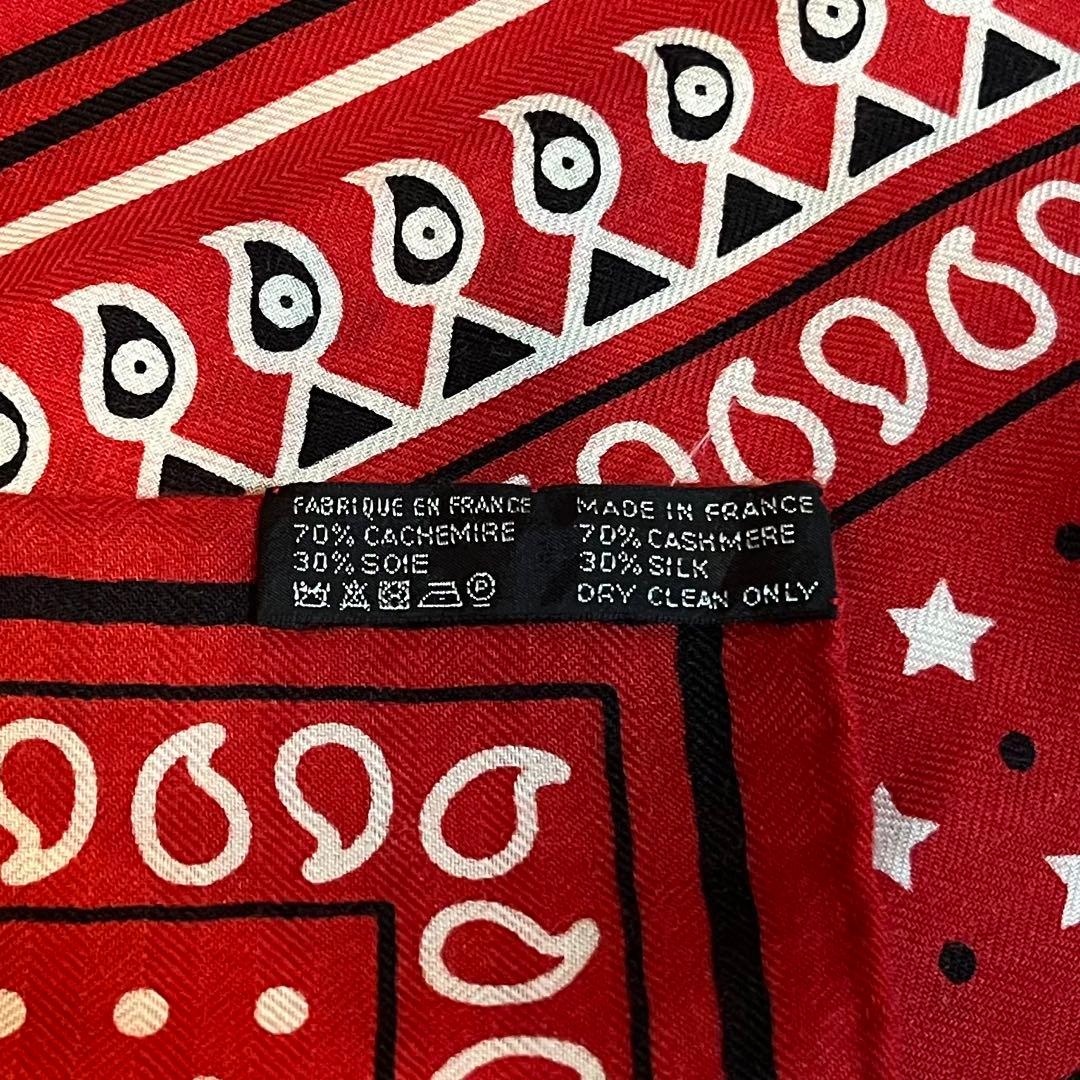 FABRIQUE EN FRANCE
70% CACHEMIRE
30% SOIE
P
MADE IN FRANCE
70% CASHMERE
30% SILK
DRY CLEAN ONLY